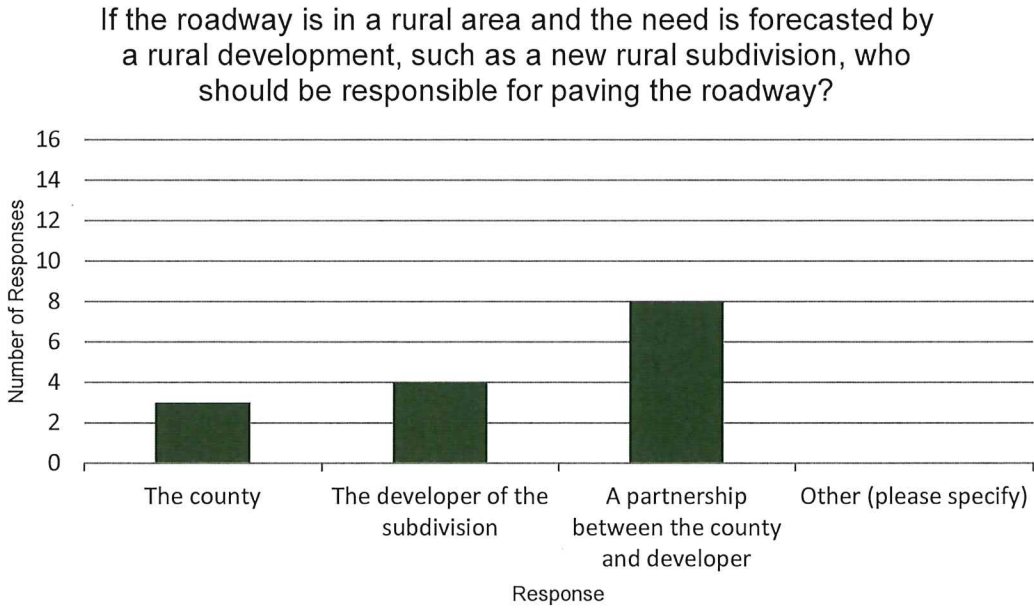 If the roadway is in a rural area and the need is forecasted by
a rural development, such as a new rural subdivision, who
should be responsible for paving the roadway?
16
14
12
10
8
6
4
2
0
Number of Responses
The county
The developer of the
subdivision
A partnership
between the county
and developer
Other (please specify)
Response